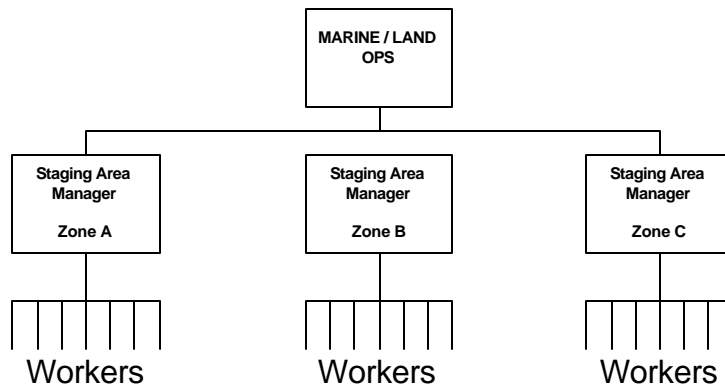 MARINE / LAND
OPS
Staging Area
Manager
Zone A
Staging Area
Manager
Zone B
Staging Area
Manager
Zone C
Workers
Workers
Workers